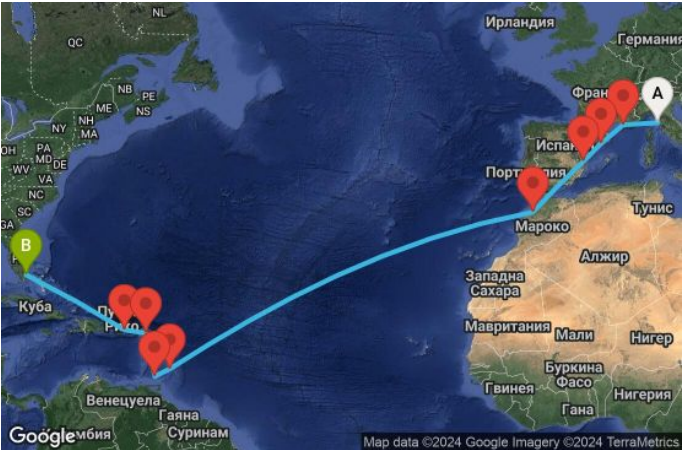 NL
Ирландия
QC
Германия
NB
PE
ME
NS
Фран
A
NY
NH
MA
OH
PA
MD
DE
WV
VA
NC
SC
GA
Испан
Португалия
Тунис
Мароко
B
Алжир
Западна
Сахара
Куба
Пу
Рико
Мавритания
Мали
Нигер
Буркина
Фасо
Венецуела
Гвинея
Нигерия
Гана
Гаяна
Суринам
Google
мбия
Map data ©2024 Google Imagery ©2024 TerraMetrics